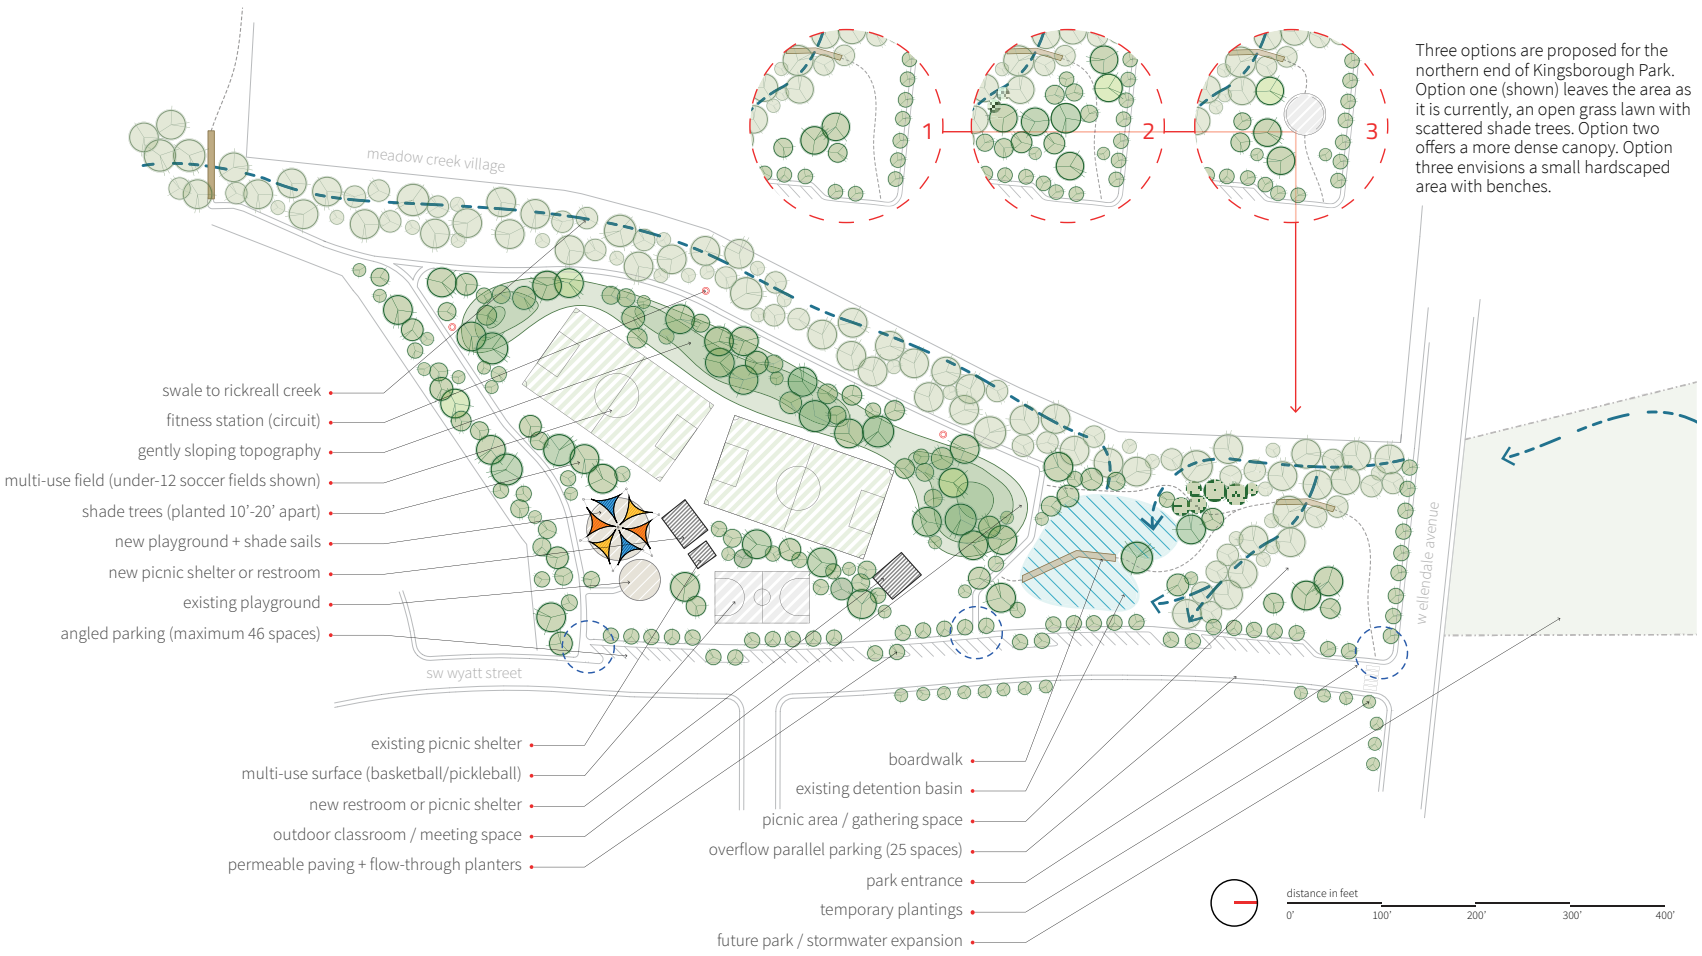 Three options are proposed for the
northern end of Kingsborough Park.
Option one (shown) leaves the area as
it is currently, an open grass lawn with
scattered shade trees. Option two
offers a more dense canopy. Option
three envisions a small hardscaped
area with benches.
1
2
3
meadow creek village
swale to rickreall creek
fitness station (circuit)
gently sloping topography
multi-use field (under-12 soccer fields shown)
shade trees (planted 10’-20’ apart)
new playground + shade sails
new picnic shelter or restroom
existing playground
angled parking (maximum 46 spaces)
sw wyatt street
w ellendale avenue
existing picnic shelter
multi-use surface (basketball/pickleball)
new restroom or picnic shelter
outdoor classroom / meeting space
permeable paving + flow-through planters
boardwalk
existing detention basin
picnic area / gathering space
overflow parallel parking (25 spaces)
park entrance
temporary plantings
future park / stormwater expansion
distance in feet
0’ 100’ 200’ 300’ 400’